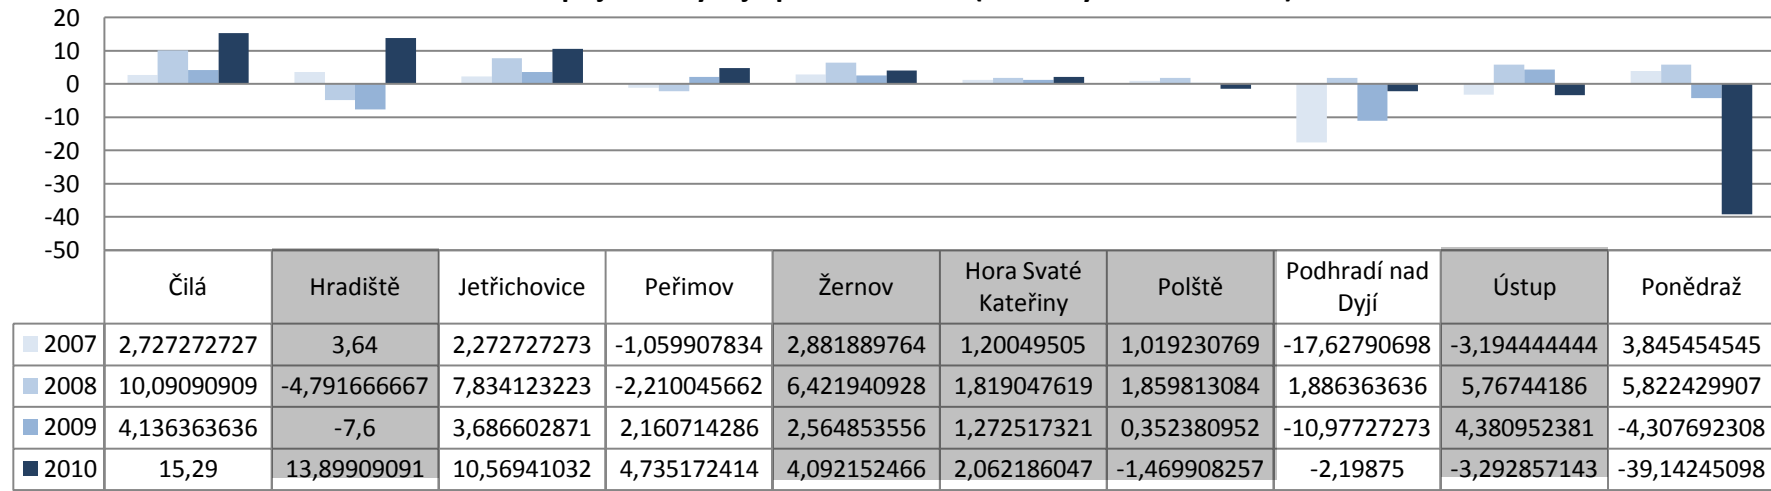 20
10
0
-10
-20
-30
-40
-50
Čilá Hradiště Jetřichovice Peřimov Žernov Hora Svaté Kateřiny Polště Podhradí nad Dyjí Ústup Ponědraž
2007 2,727272727 3,64 2,272727273 -1,059907834 2,881889764 1,20049505 1,019230769 -17,62790698 -3,194444444 3,845454545
2008 10,09090909 -4,791666667 7,834123223 -2,210045662 6,421940928 1,819047619 1,859813084 1,886363636 5,76744186 5,822429907
2009 4,136363636 -7,6 3,686602871 2,160714286 2,564853556 1,272517321 0,352380952 -10,97727273 4,380952381 -4,307692308
2010 15,29 13,89909091 10,56941032 4,735172414 4,092152466 2,062186047 -1,469908257 -2,19875 -3,292857143 -39,14245098